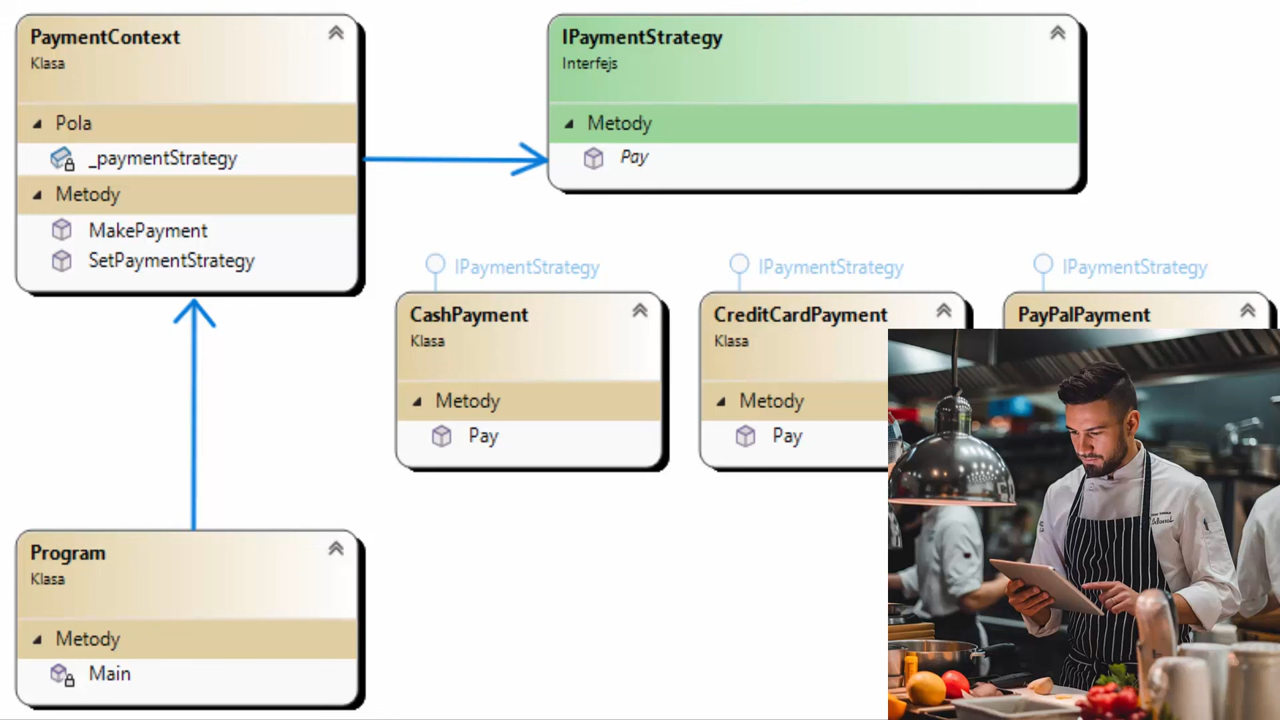 PaymentContext
Klasa
Pola
_paymentStrategy
Metody
MakePayment
SetPaymentStrategy
IPaymentStrategy
Interfejs
Metody
Pay
IPaymentStrategy
CashPayment
Klasa
Metody
Pay
IPaymentStrategy
CreditCardPayment
Klasa
Metody
Pay
IPaymentStrategy
PayPalPayment
Program
Klasa
Metody
Main